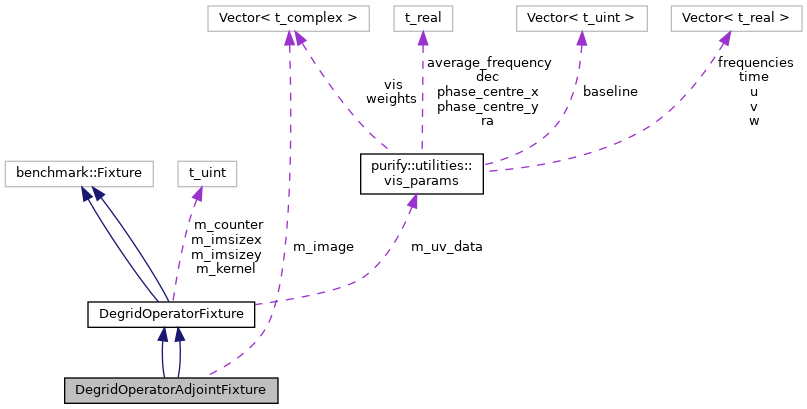 Vector< t_complex >
t_real
Vector< t_uint >
Vector< t_real >
vis
weights
average_frequency
dec
phase_centre_x
phase_centre_y
ra
baseline
frequencies
time
u
v
w
benchmark::Fixture
t_uint
purify::utilities::
vis_params
m_counter
m_imsizex
m_imsizey
m_kernel
m_image
m_uv_data
DegridOperatorFixture
DegridOperatorAdjointFixture